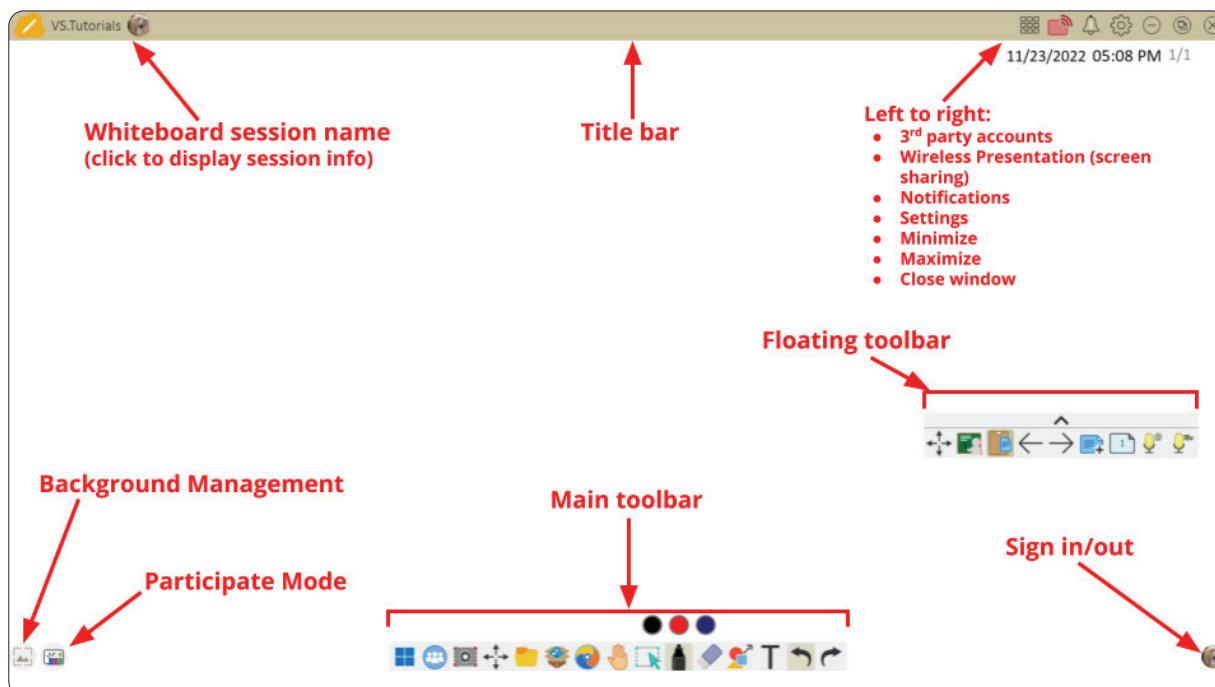 VS.Tutorials
11/23/2022 05:08 PM 1/1
Whiteboard session name
(click to display session info)
Title bar
Left to right:
● 3rd party accounts
● Wireless Presentation (screen
sharing)
● Notifications
● Settings
● Minimize
● Maximize
● Close window
Floating toolbar
1
Background Management
Main toolbar
Sign in/out
Participate Mode
T